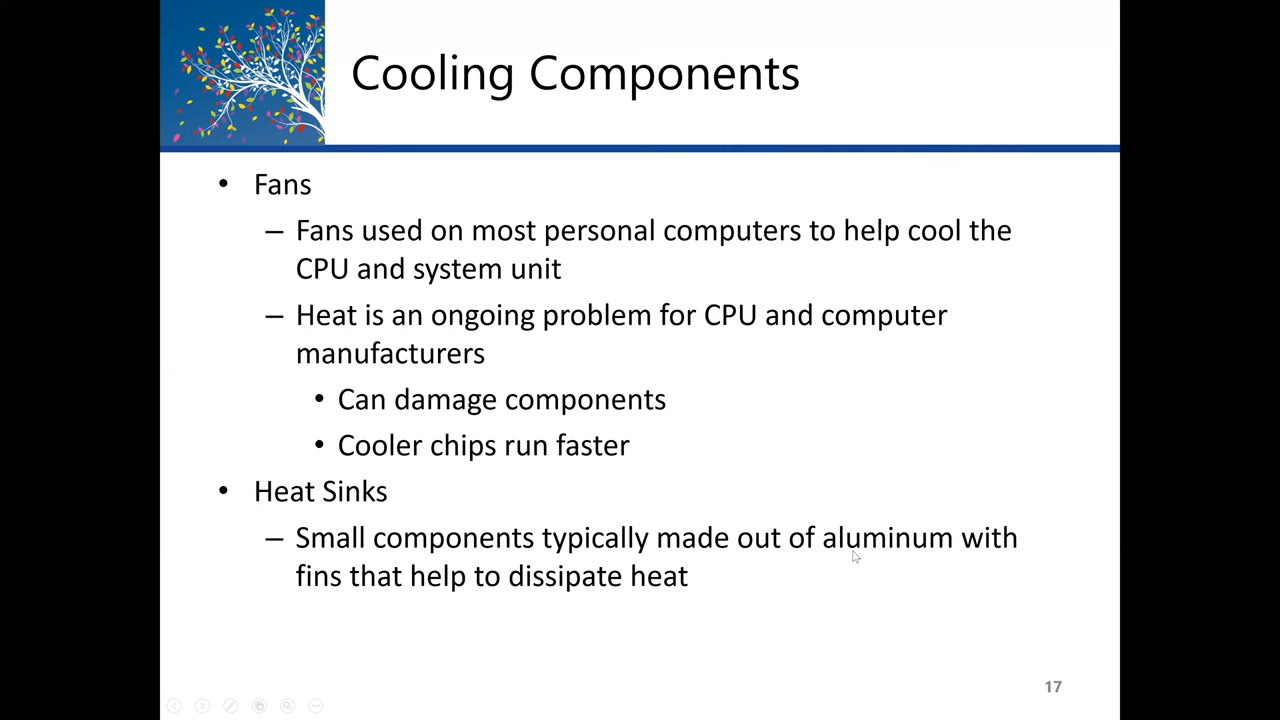 Cooling Components
• Fans
– Fans used on most personal computers to help cool the
CPU and system unit
– Heat is an ongoing problem for CPU and computer
manufacturers
• Can damage components
• Cooler chips run faster
• Heat Sinks
– Small components typically made out of aluminum with
fins that help to dissipate heat
17